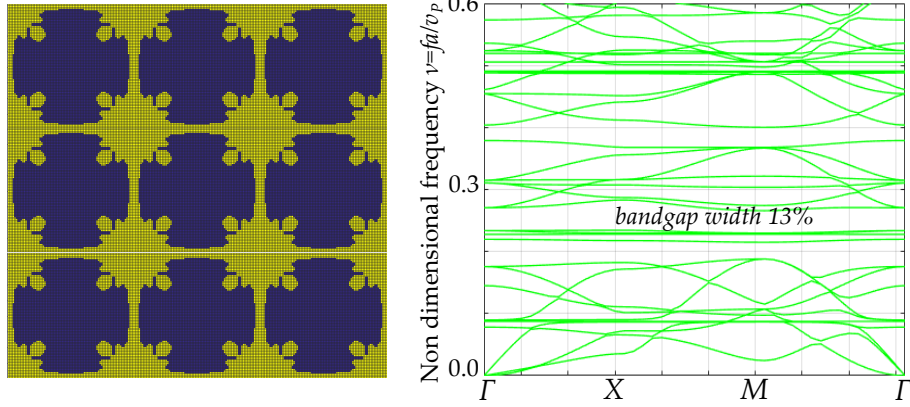 Non dimensional frequency ν=fa/v_P
0.6
0.3
0.0
bandgap width 13%
Γ X M Γ